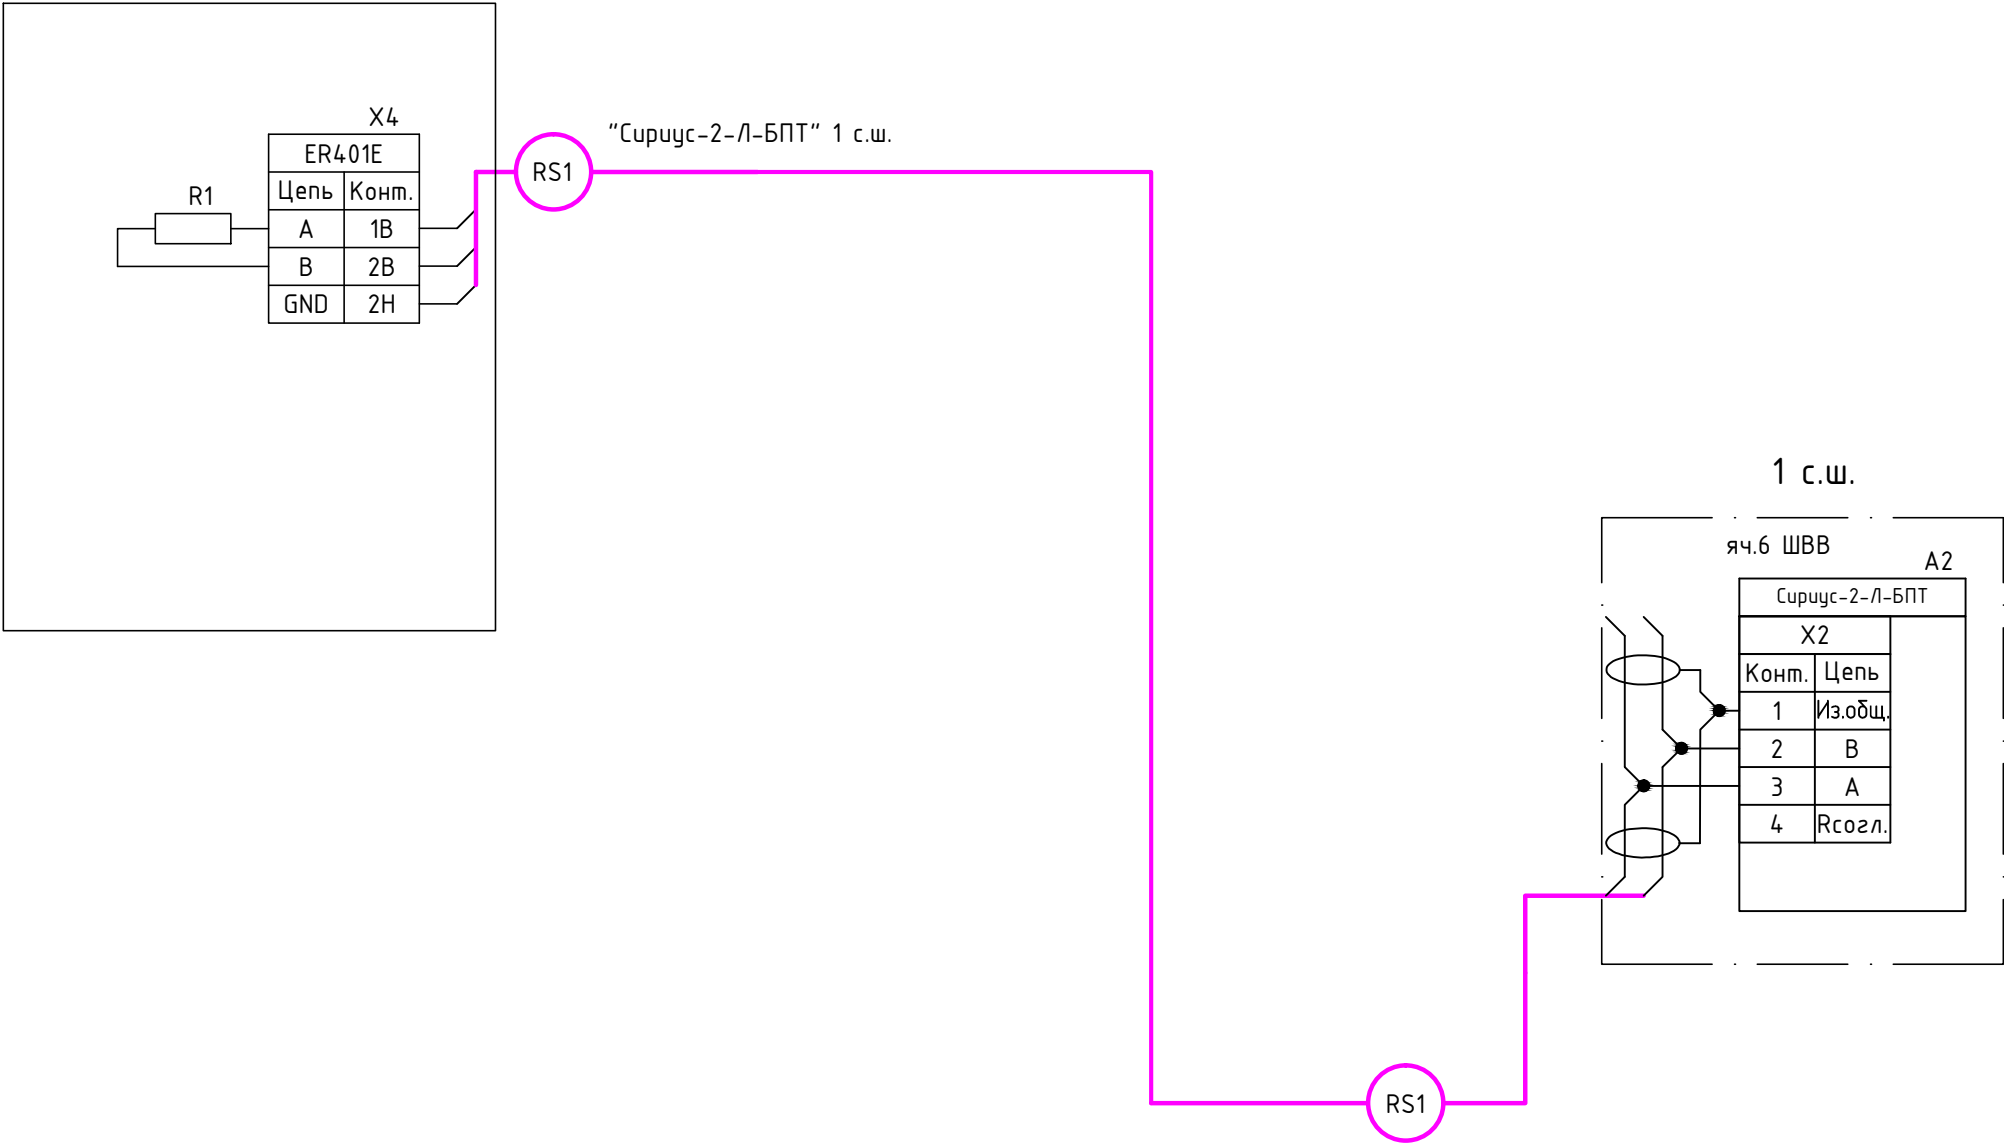 X4
ER401E
Цепь Конт.
R1
A 1B
B 2B
GND 2H
RS1
"Сириус-2-Л-БПТ" 1 с.ш.
1 с.ш.
яч.6 ШВВ
A2
Сириус-2-Л-БПТ
X2
Конт. Цепь
1 Из.общ.
2 B
3 A
4 Rсогл.
RS1